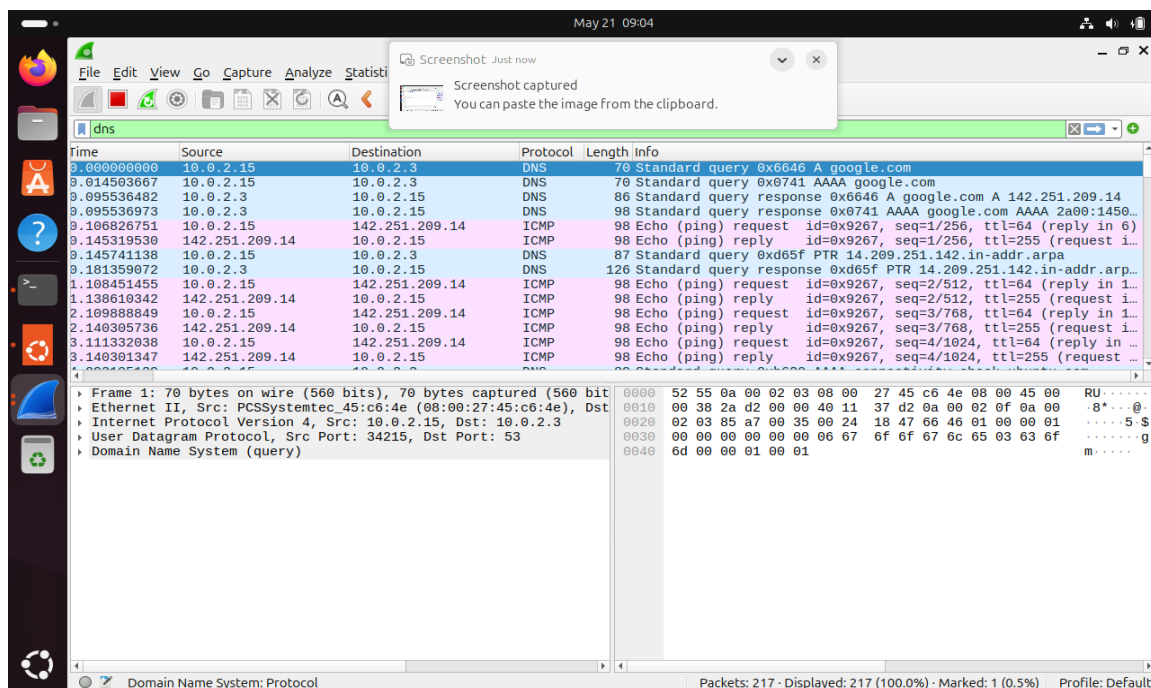 May 21 09:04
Screenshot Just now
Screenshot captured
You can paste the image from the clipboard.
File Edit View Go Capture Analyze Statisti
dns
Time Source Destination Protocol Length Info
0.000000000 10.0.2.15 10.0.2.3 DNS 70 Standard query 0x6646 A google.com
0.014503667 10.0.2.15 10.0.2.3 DNS 70 Standard query 0x0741 AAAA google.com
0.095536482 10.0.2.3 10.0.2.15 DNS 86 Standard query response 0x6646 A google.com A 142.251.209.14
0.095536973 10.0.2.3 10.0.2.15 DNS 98 Standard query response 0x0741 AAAA google.com AAAA 2a00:1450…
0.106826751 10.0.2.15 142.251.209.14 ICMP 98 Echo (ping) request id=0x9267, seq=1/256, ttl=64 (reply in 6)
0.145319530 142.251.209.14 10.0.2.15 ICMP 98 Echo (ping) reply id=0x9267, seq=1/256, ttl=255 (request i…
0.145741138 10.0.2.15 10.0.2.3 DNS 87 Standard query 0xd65f PTR 14.209.251.142.in-addr.arpa
0.181359072 10.0.2.3 10.0.2.15 DNS 126 Standard query response 0xd65f PTR 14.209.251.142.in-addr.arp…
1.108451455 10.0.2.15 142.251.209.14 ICMP 98 Echo (ping) request id=0x9267, seq=2/512, ttl=64 (reply in 1…
1.138610342 142.251.209.14 10.0.2.15 ICMP 98 Echo (ping) reply id=0x9267, seq=2/512, ttl=255 (request i…
2.109888849 10.0.2.15 142.251.209.14 ICMP 98 Echo (ping) request id=0x9267, seq=3/768, ttl=64 (reply in 1…
2.140305736 142.251.209.14 10.0.2.15 ICMP 98 Echo (ping) reply id=0x9267, seq=3/768, ttl=255 (request i…
3.111332038 10.0.2.15 142.251.209.14 ICMP 98 Echo (ping) request id=0x9267, seq=4/1024, ttl=64 (reply in …
3.140301347 142.251.209.14 10.0.2.15 ICMP 98 Echo (ping) reply id=0x9267, seq=4/1024, ttl=255 (request …
Frame 1: 70 bytes on wire (560 bits), 70 bytes captured (560 bit
Ethernet II, Src: PCSSystemtec_45:c6:4e (08:00:27:45:c6:4e), Dst
Internet Protocol Version 4, Src: 10.0.2.15, Dst: 10.0.2.3
User Datagram Protocol, Src Port: 34215, Dst Port: 53
Domain Name System (query)
0000 52 55 0a 00 02 03 08 00 27 45 c6 4e 08 00 45 00 RU······
0010 00 38 2a d2 00 00 40 11 37 d2 0a 00 02 0f 0a 00 ·8*···@·
0020 02 03 85 a7 00 35 00 24 18 47 66 46 01 00 00 01 ·····5·$
0030 00 00 00 00 00 00 06 67 6f 6f 67 6c 65 03 63 6f ·······g
0040 6d 00 00 01 00 01 m·····
Domain Name System: Protocol
Packets: 217 · Displayed: 217 (100.0%) · Marked: 1 (0.5%) Profile: Default